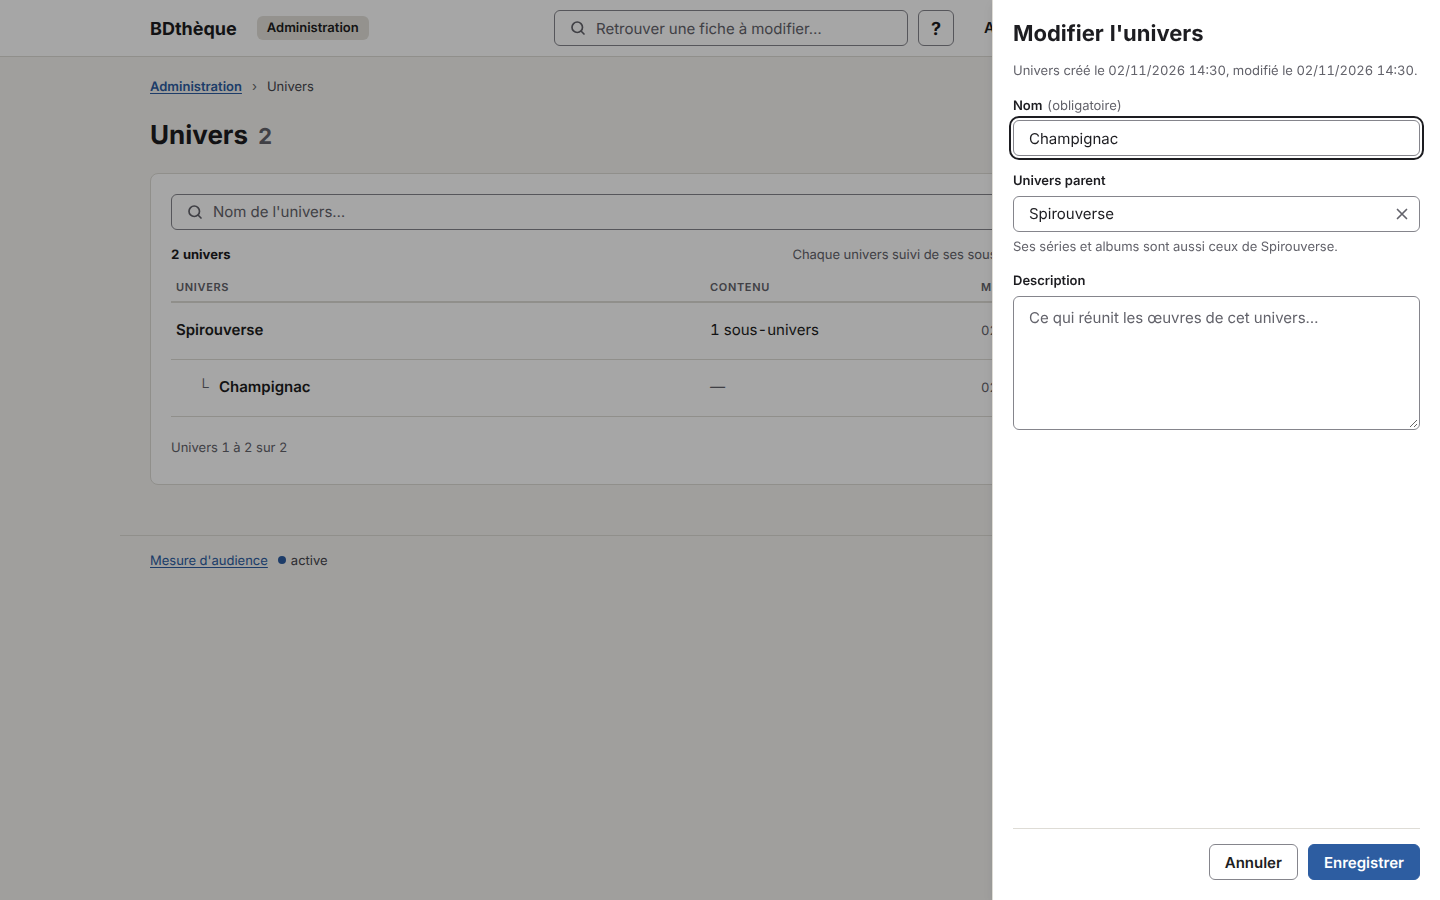 BDthèque
Administration
Retrouver une fiche à modifier...
?
Administration › Univers
Univers 2
Nom de l'univers...
2 univers
Chaque univers suivi de ses
UNIVERS CONTENU
Spirouverse 1 sous-univers
└ Champignac —
Univers 1 à 2 sur 2
Mesure d'audience active
Modifier l'univers
Univers créé le 02/11/2026 14:30, modifié le 02/11/2026 14:30.
Nom (obligatoire)
Champignac
Univers parent
Spirouverse
Ses séries et albums sont aussi ceux de Spirouverse.
Description
Ce qui réunit les œuvres de cet univers...
Annuler
Enregistrer